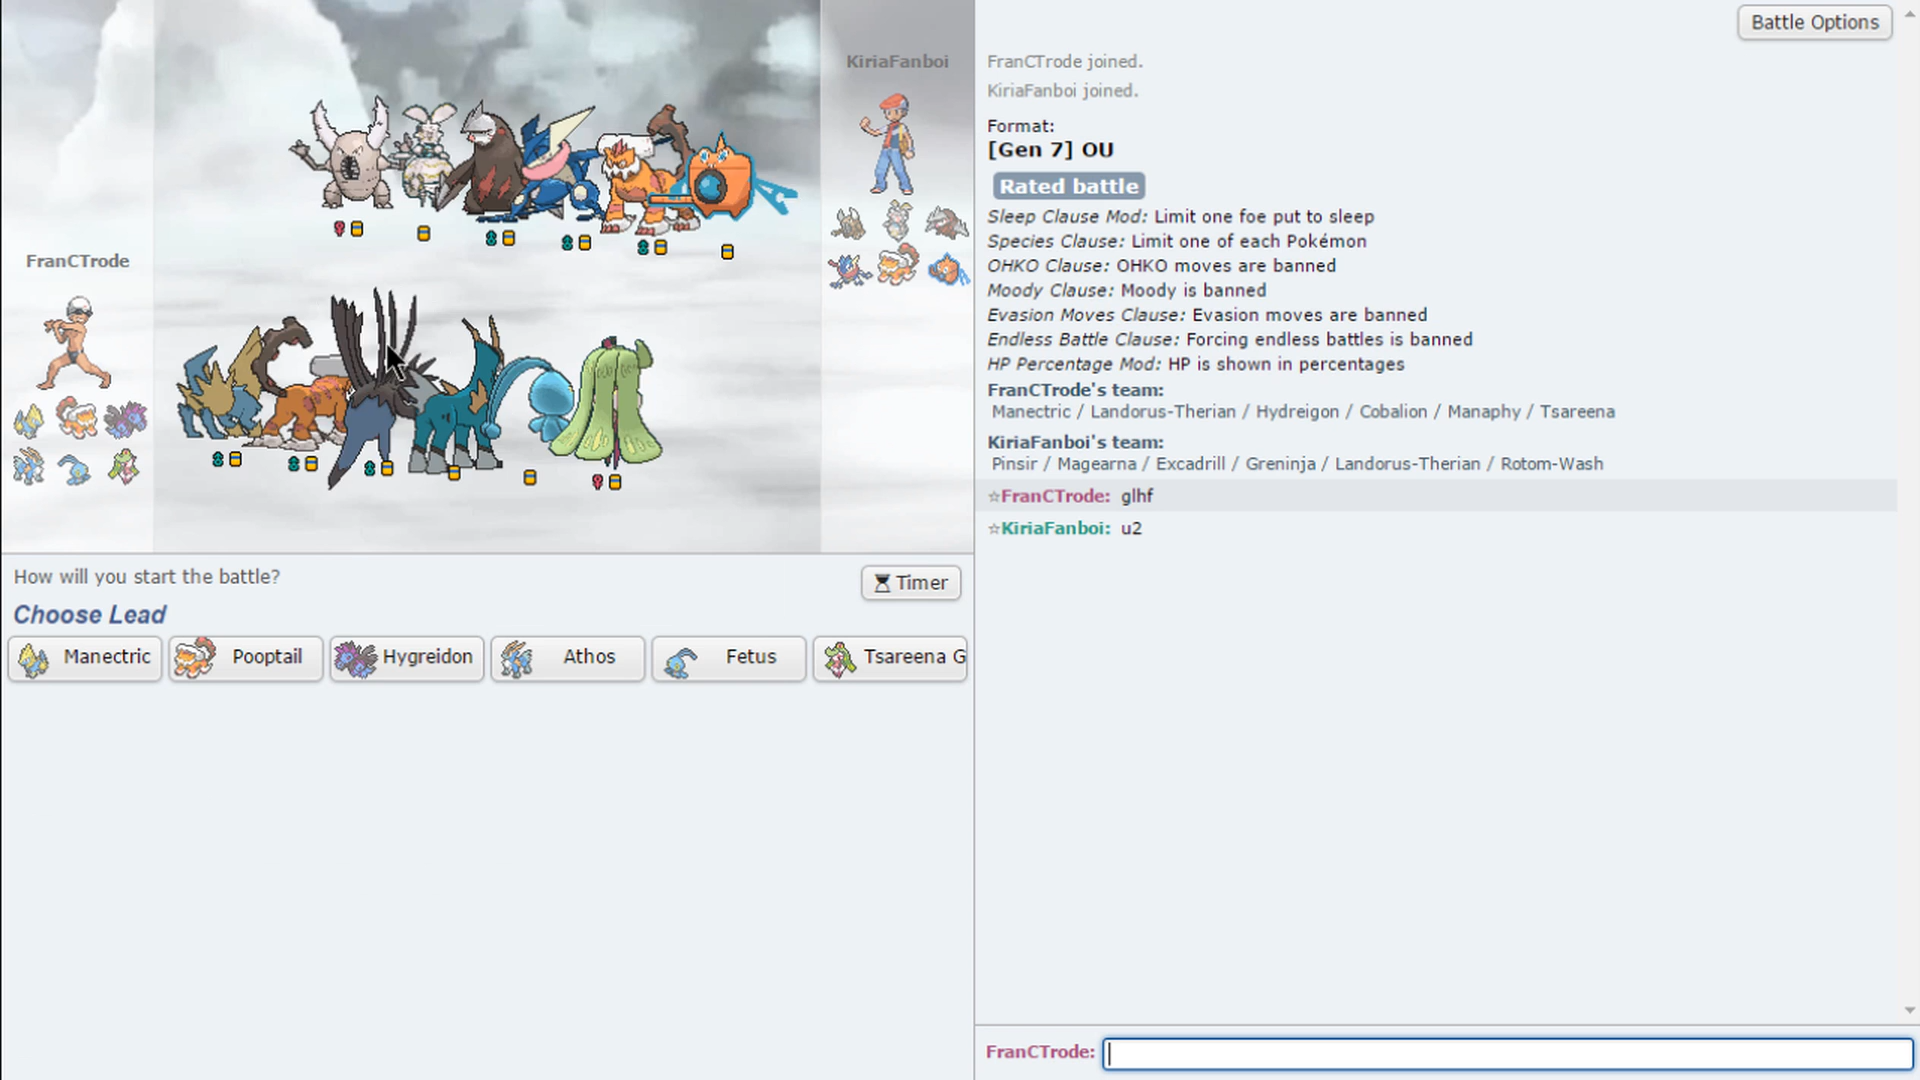 KiriaFanboi
FranCTrode
How will you start the battle?
Timer
Choose Lead
Manectric
Pooptail
Hygreidon
Athos
Fetus
Tsareena G
Battle Options
FranCTrode joined.
KiriaFanboi joined.
Format:
[Gen 7] OU
Rated battle
Sleep Clause Mod: Limit one foe put to sleep
Species Clause: Limit one of each Pokémon
OHKO Clause: OHKO moves are banned
Moody Clause: Moody is banned
Evasion Moves Clause: Evasion moves are banned
Endless Battle Clause: Forcing endless battles is banned
HP Percentage Mod: HP is shown in percentages
FranCTrode's team:
Manectric / Landorus-Therian / Hydreigon / Cobalion / Manaphy / Tsareena
KiriaFanboi's team:
Pinsir / Magearna / Excadrill / Greninja / Landorus-Therian / Rotom-Wash
☆FranCTrode: glhf
☆KiriaFanboi: u2
FranCTrode: